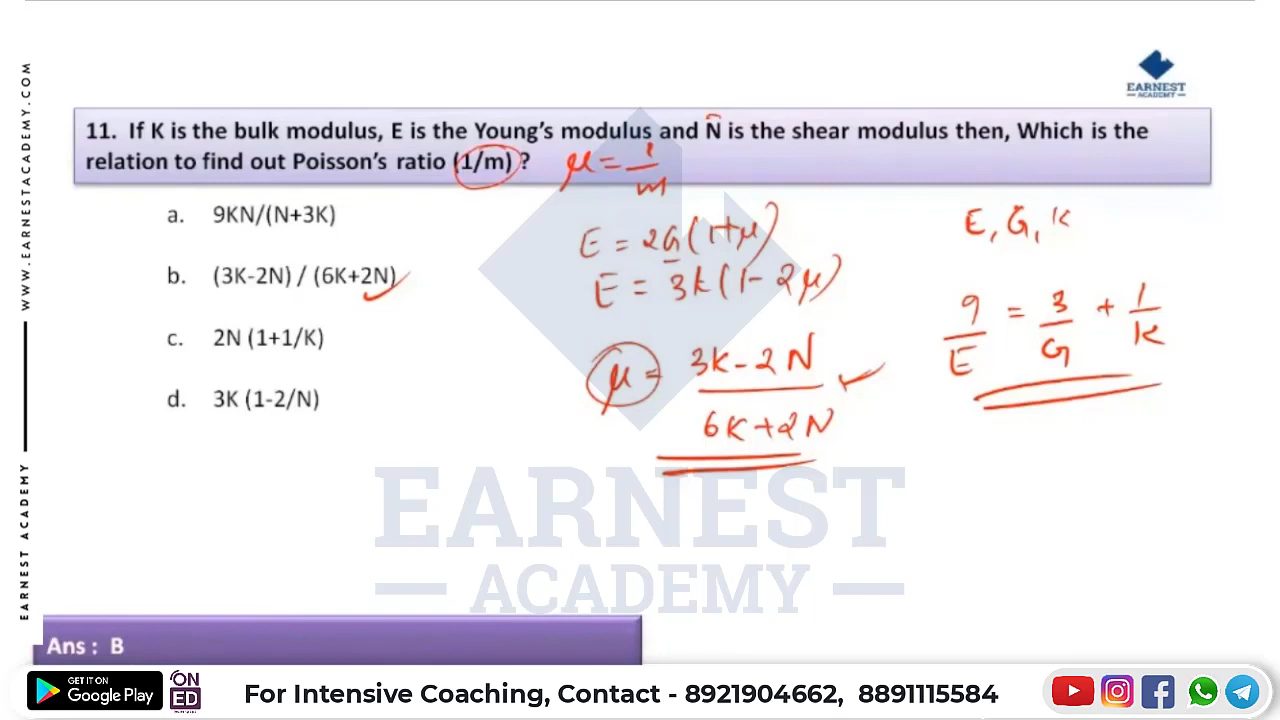 EARNEST
ACADEMY
WWW.EARNESTACADEMY.COM
EARNEST ACADEMY
11. If K is the bulk modulus, E is the Young's modulus and N is the shear modulus then, Which is the
relation to find out Poisson's ratio (1/m) ?
μ = 1/m
a. 9KN/(N+3K)
b. (3K-2N) / (6K+2N)
c. 2N (1+1/K)
d. 3K (1-2/N)
E = 2G(1+μ)
E = 3K(1-2μ)
μ = 3K-2N
6K+2N
E, G, K
9/E = 3/G + 1/K
EARNEST
ACADEMY
Ans : B
GET IT ON
Google Play
ON
ED
For Intensive Coaching, Contact - 8921904662, 8891115584